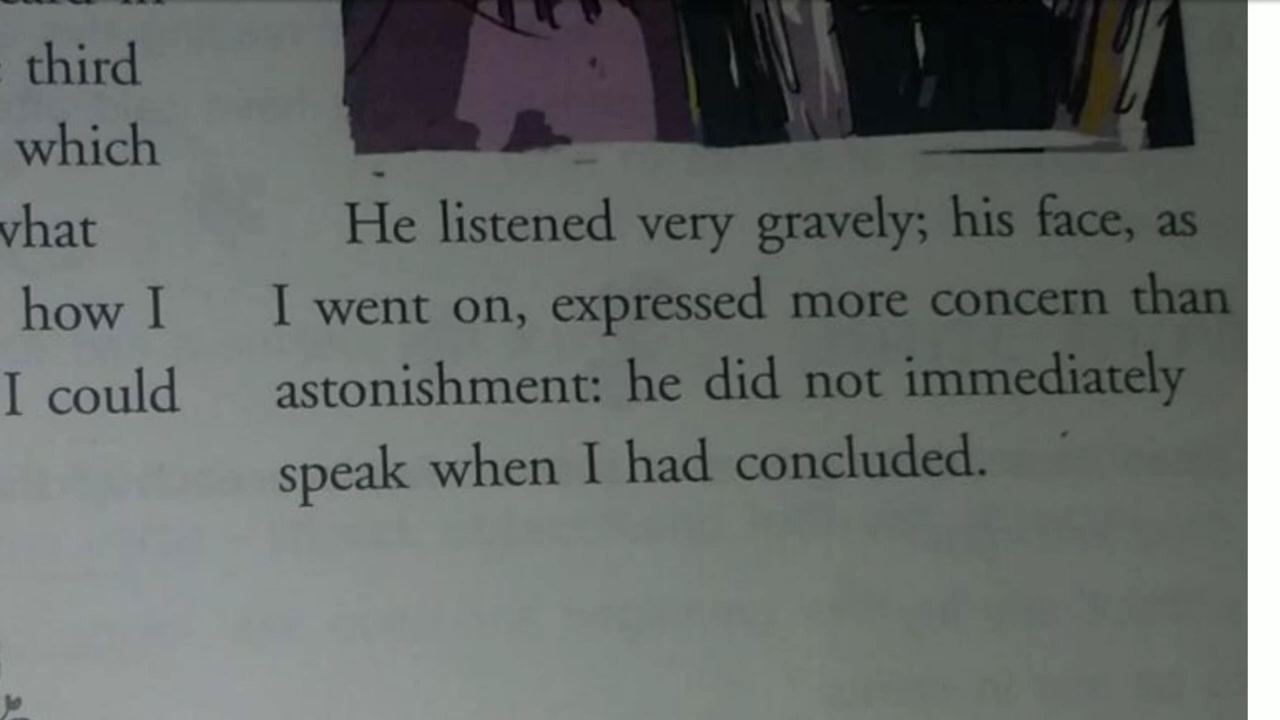 third
which
what
how I
I could
He listened very gravely; his face, as
I went on, expressed more concern than
astonishment: he did not immediately
speak when I had concluded.